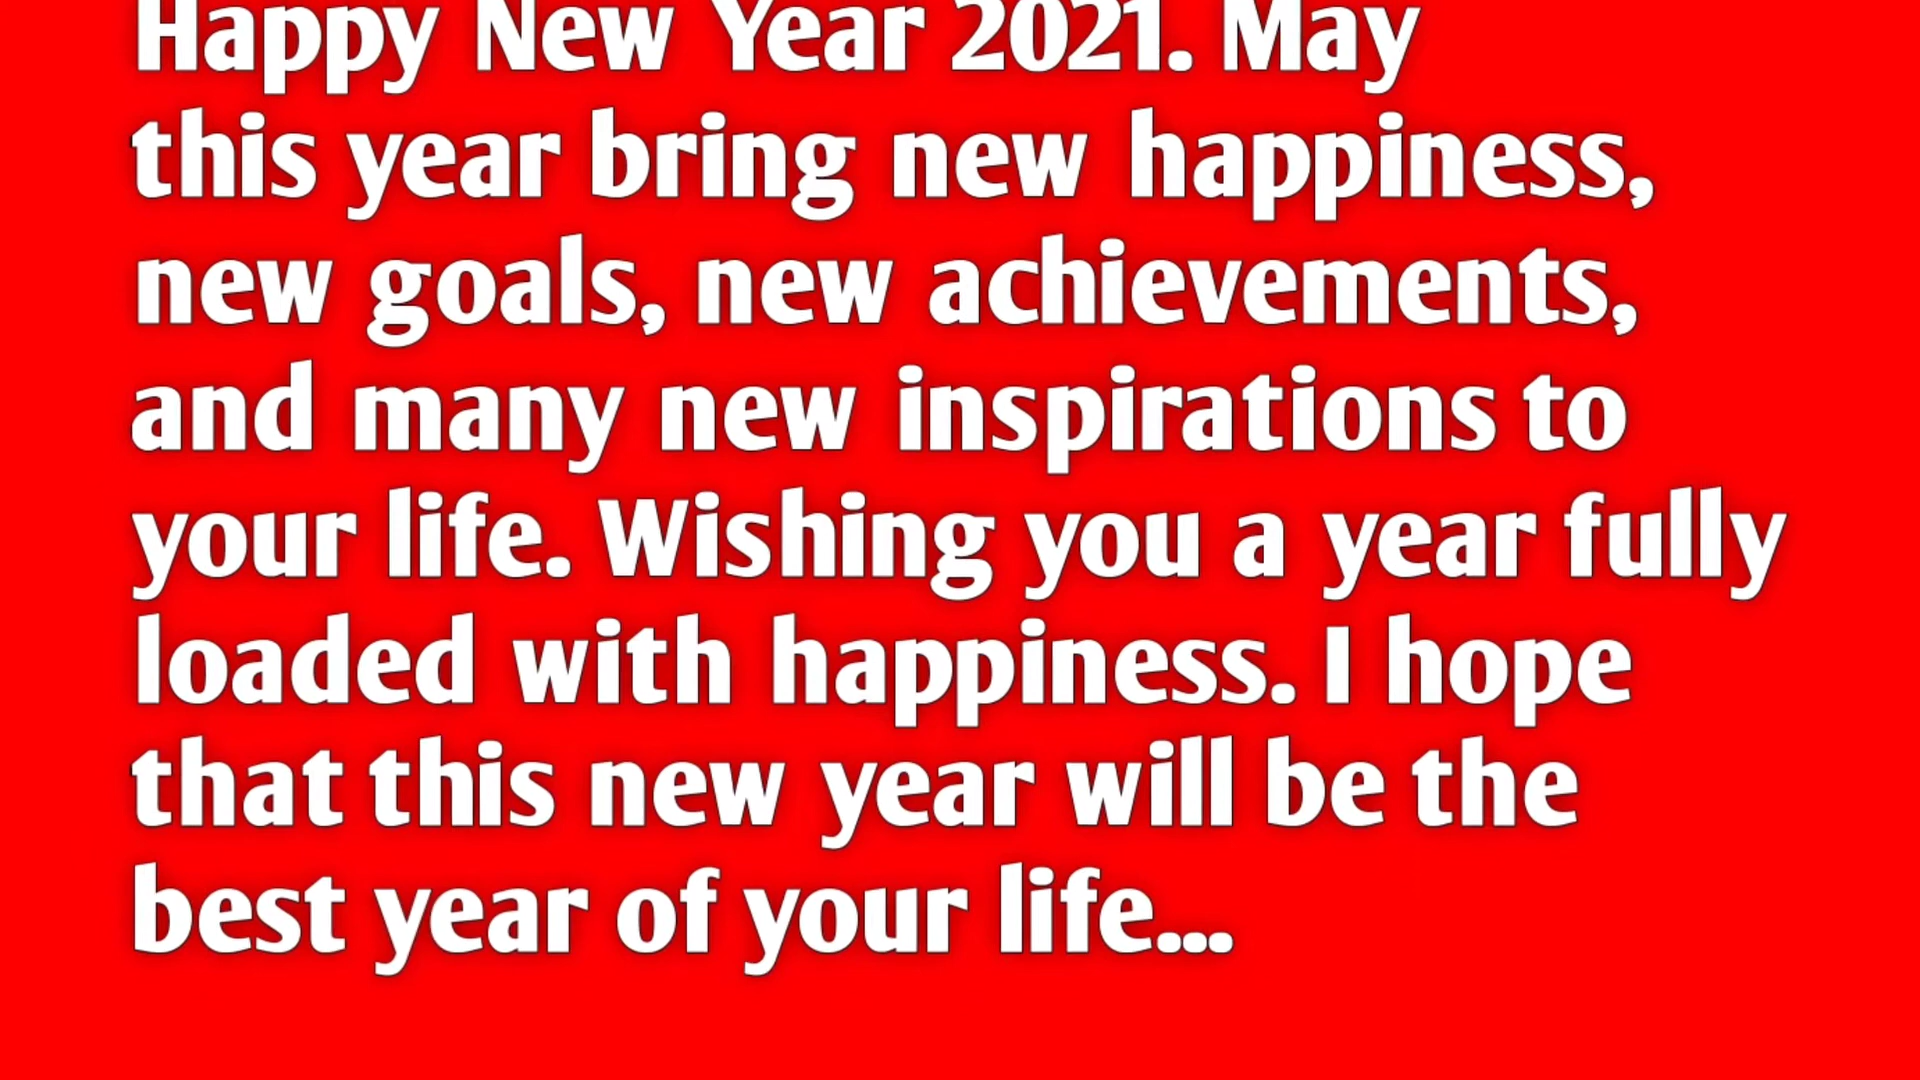 Happy New Year 2021. May
this year bring new happiness,
new goals, new achievements,
and many new inspirations to
your life. Wishing you a year fully
loaded with happiness. I hope
that this new year will be the
best year of your life...